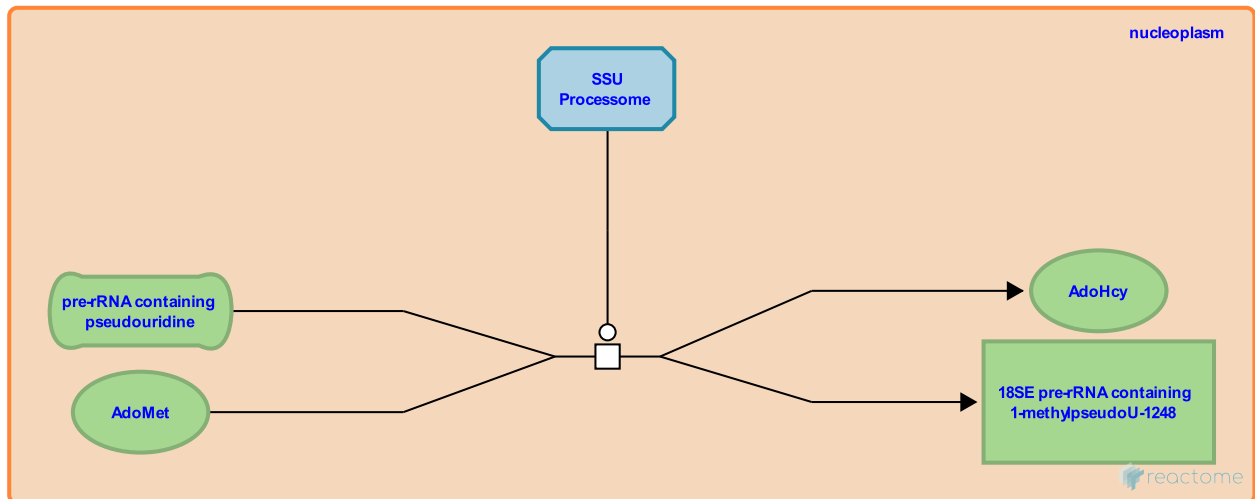 nucleoplasm
SSU
Processome
pre-rRNA containing
pseudouridine
AdoMet
AdoHcy
18SE pre-rRNA containing
1-methylpseudoU-1248
reactome